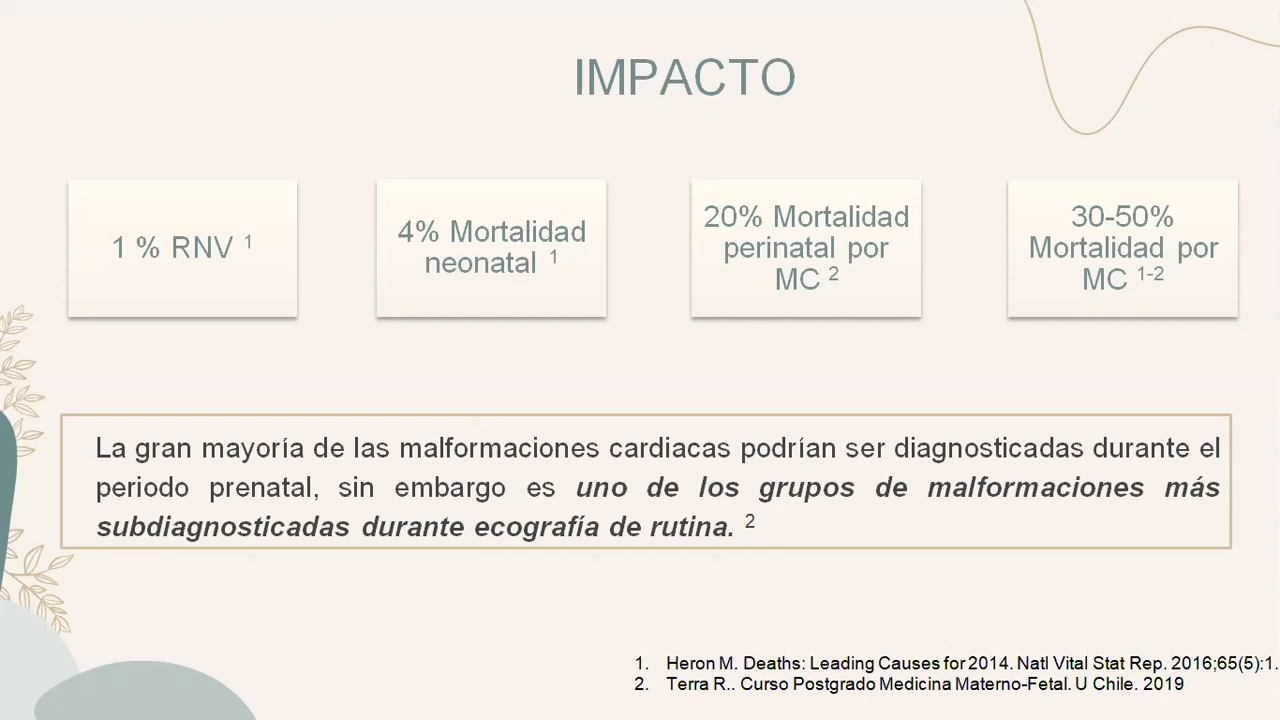 IMPACTO
1 % RNV 1
4% Mortalidad
neonatal 1
20% Mortalidad
perinatal por
MC 2
30-50%
Mortalidad por
MC 1-2
La gran mayoría de las malformaciones cardiacas podrían ser diagnosticadas durante el
periodo prenatal, sin embargo es uno de los grupos de malformaciones más
subdiagnosticadas durante ecografía de rutina. 2
1. Heron M. Deaths: Leading Causes for 2014. Natl Vital Stat Rep. 2016;65(5):1.
2. Terra R.. Curso Postgrado Medicina Materno-Fetal. U Chile. 2019